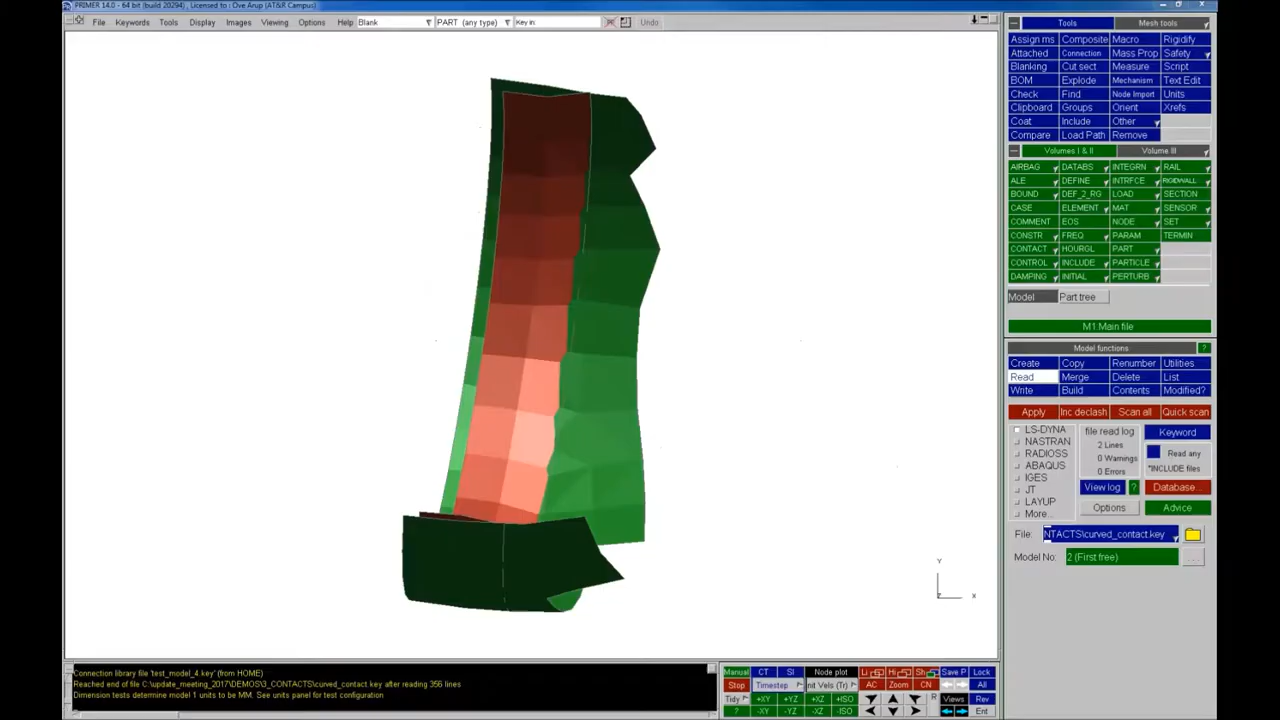 PRIMER 14.0 - 64 bit (build 20294), Licensed to : Ove Arup (AT&R Campus)
File Keywords Tools Display Images Viewing Options Help Blank PART (any type) Key in: Undo
Tools Mesh tools
Assign ms Composite Macro Rigidify
Attached Connection Mass Prop Safety
Blanking Cut sect Measure Script
BOM Explode Mechanism Text Edit
Check Find Node Import Units
Clipboard Groups Orient Xrefs
Coat Include Other
Compare Load Path Remove
Volumes I & II Volume III
AIRBAG DATABS INTEGRN RAIL
ALE DEFINE INTRFCE RIGIDWALL
BOUND DEF_2_RG LOAD SECTION
CASE ELEMENT MAT SENSOR
COMMENT EOS NODE SET
CONSTR FREQ PARAM TERMIN
CONTACT HOURGL PART
CONTROL INCLUDE PARTICLE
DAMPING INITIAL PERTURB
Model Part tree
M1:Main file
Model functions ?
Create Copy Renumber Utilities
Read Merge Delete List
Write Build Contents Modified?
Apply Inc declash Scan all Quick scan
LS-DYNA file read log Keyword
NASTRAN 2 Lines Read any
RADIOSS 0 Warnings *INCLUDE files
ABAQUS 0 Errors
IGES View log ? Database...
JT
LAYUP Options Advice
More...
File: NTACTS\curved_contact.key
Model No: 2 (First free) ...
Y
Z X
Connection library file 'test_model_4.key' (from HOME)
Reached end of file C:\update_meeting_2017\DEMOS\3_CONTACTS\curved_contact.key after reading 356 lines
Dimension tests determine model 1 units to be MM. See units panel for test configuration
Manual CT SI Node plot Li Hi Sh Save P Lock
Stop Timestep nit Vels (Tr) AC Zoom CN All
Tidy +XY +YZ +XZ +ISO R Views Rev
? -XY -YZ -XZ -ISO Ent